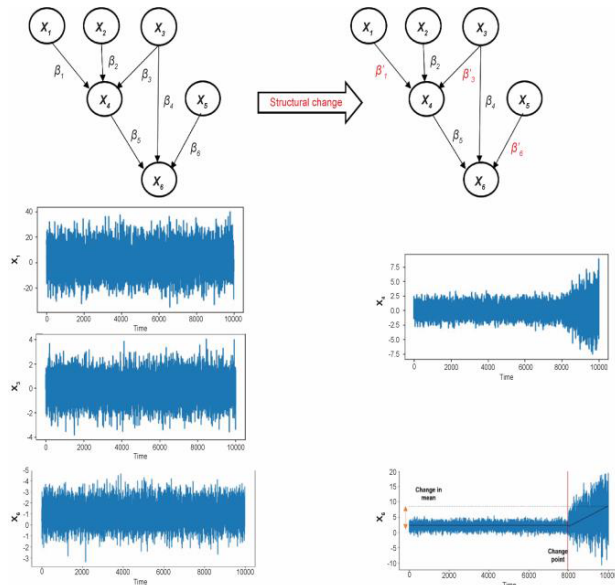 X1 X2 X3 X1 X2 X3
β1 β2 β3 Structural change β'1 β2 β'3
X4 β4 X5 X4 β4 X5
β5 β6 β5 β'6
X6 X6
X1
40
20
0
-20
0 2000 4000 6000 8000 10000
Time
X4
7.5
5.0
2.5
0.0
-2.5
-5.0
-7.5
0 2000 4000 6000 8000 10000
Time
4
2
0
-2
-4
0 2000 4000 6000 8000 10000
Time
-5
-4
-3
-2
-1
0
-1
-2
-3
0 2000 4000 6000 8000 10000
Time
20
15
10
5
0
-5
-10
Change in
mean
Change
point
0 2000 4000 6000 8000 10000
Time